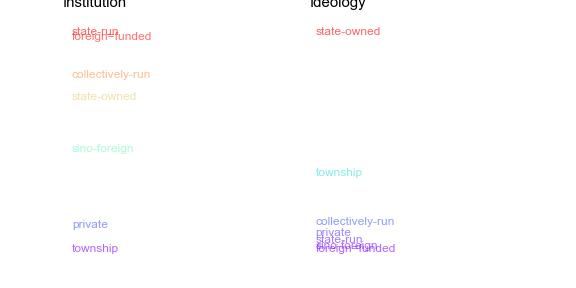 institution
ideology
state-run
foreign-funded
collectively-run
state-owned
sino-foreign
private
township
state-owned
township
collectively-run
private
state-run
sino-foreign
foreign-funded